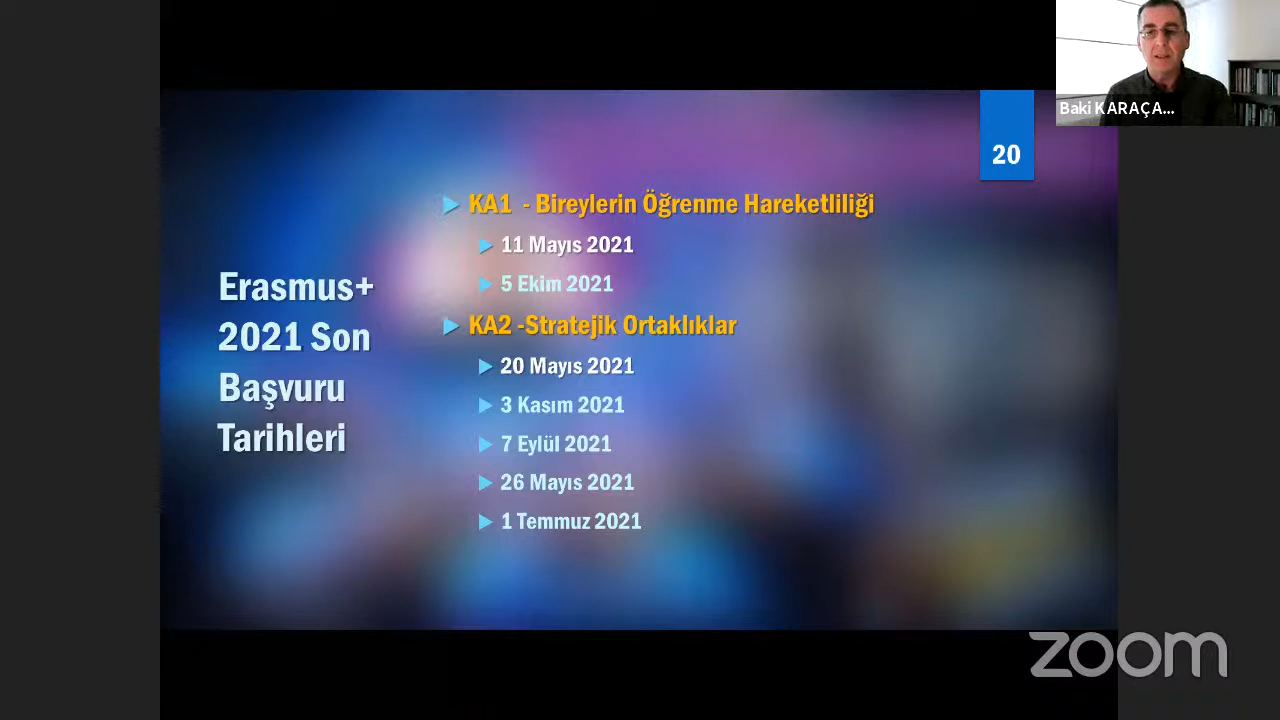 Baki KARAÇA...
20
Erasmus+
2021 Son
Başvuru
Tarihleri
KA1 - Bireylerin Öğrenme Hareketliliği
11 Mayıs 2021
5 Ekim 2021
KA2 -Stratejik Ortaklıklar
20 Mayıs 2021
3 Kasım 2021
7 Eylül 2021
26 Mayıs 2021
1 Temmuz 2021
zoom